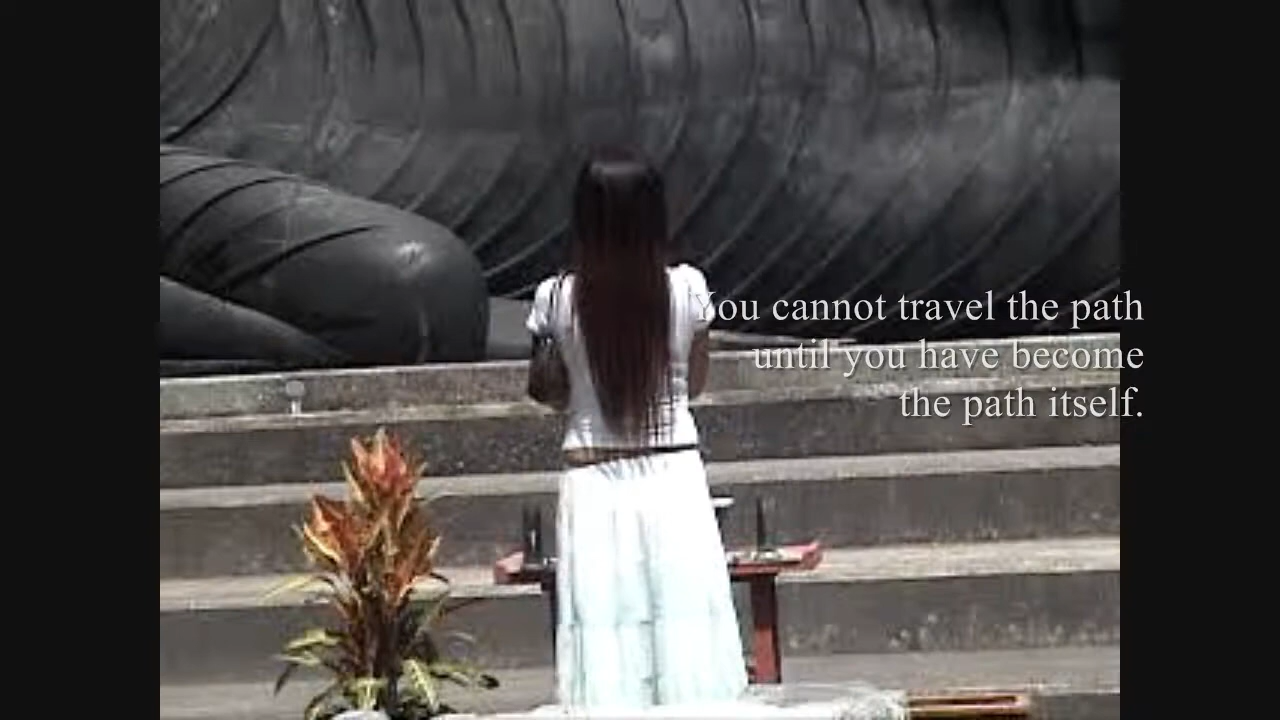 You cannot travel the path
until you have become
the path itself.